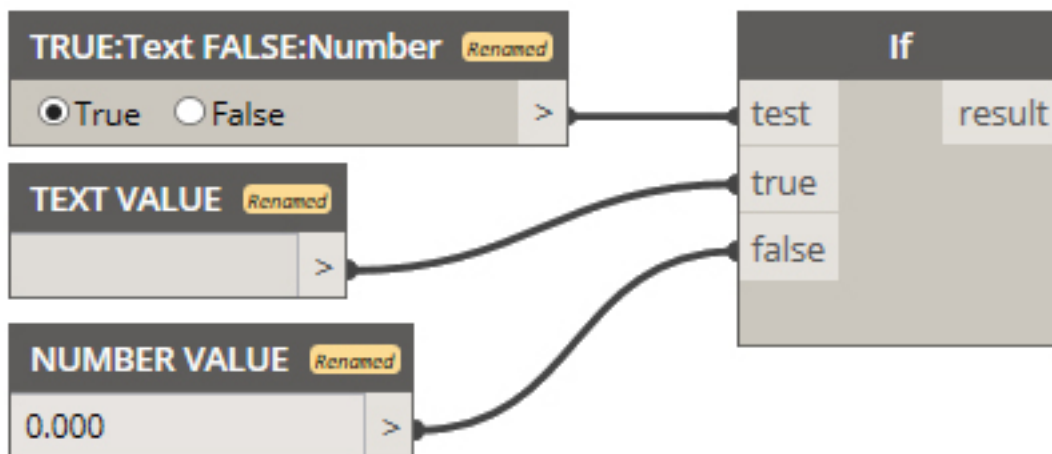 TRUE:Text FALSE:Number Renamed
True False >
TEXT VALUE Renamed
>
NUMBER VALUE Renamed
0.000 >
If
test result
true
false